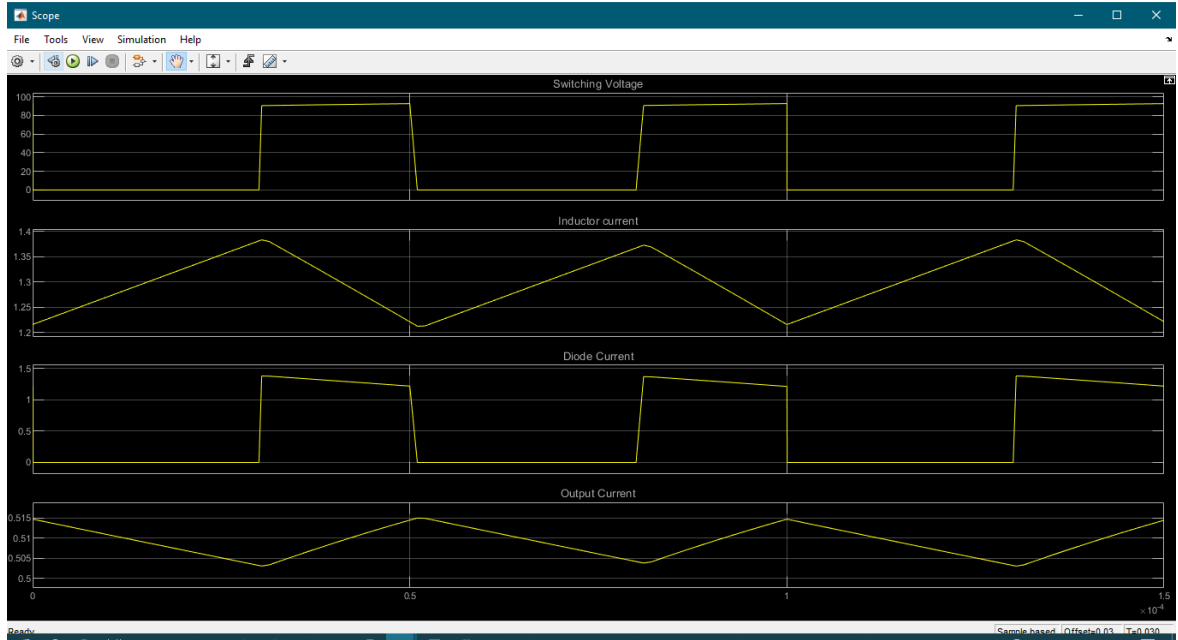 Scope
File Tools View Simulation Help
Switching Voltage
100
80
60
40
20
0
Inductor current
1.4
1.35
1.3
1.25
1.2
Diode Current
1.5
1
0.5
0
Output Current
0.515
0.51
0.505
0.5
0 0.5 1 1.5
×10⁻⁴
Ready Sample based Offset=0.03 T=0.030